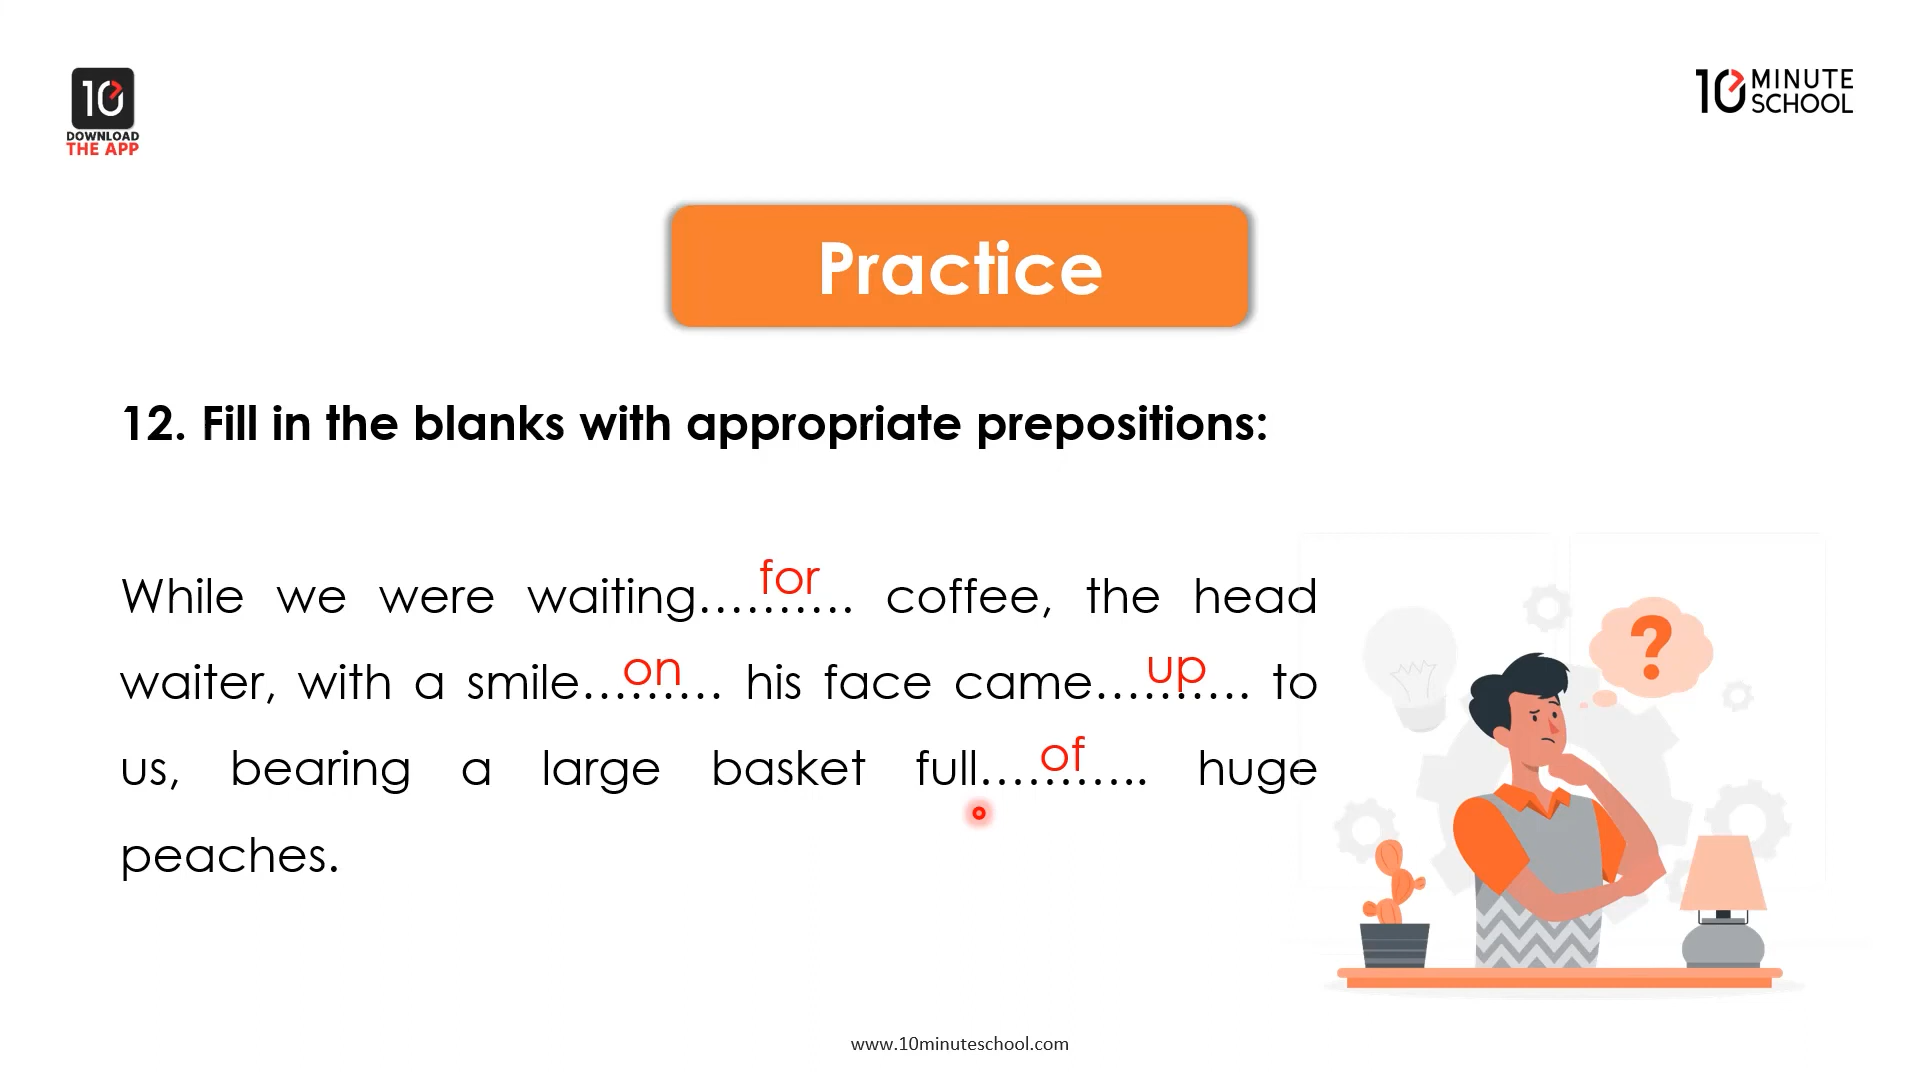 10
DOWNLOAD
THE APP
10 MINUTE
SCHOOL
Practice
12. Fill in the blanks with appropriate prepositions:
While we were waiting……for…. coffee, the head
waiter, with a smile…on…… his face came……up…. to
us, bearing a large basket full……of….. huge
peaches.
?
www.10minuteschool.com